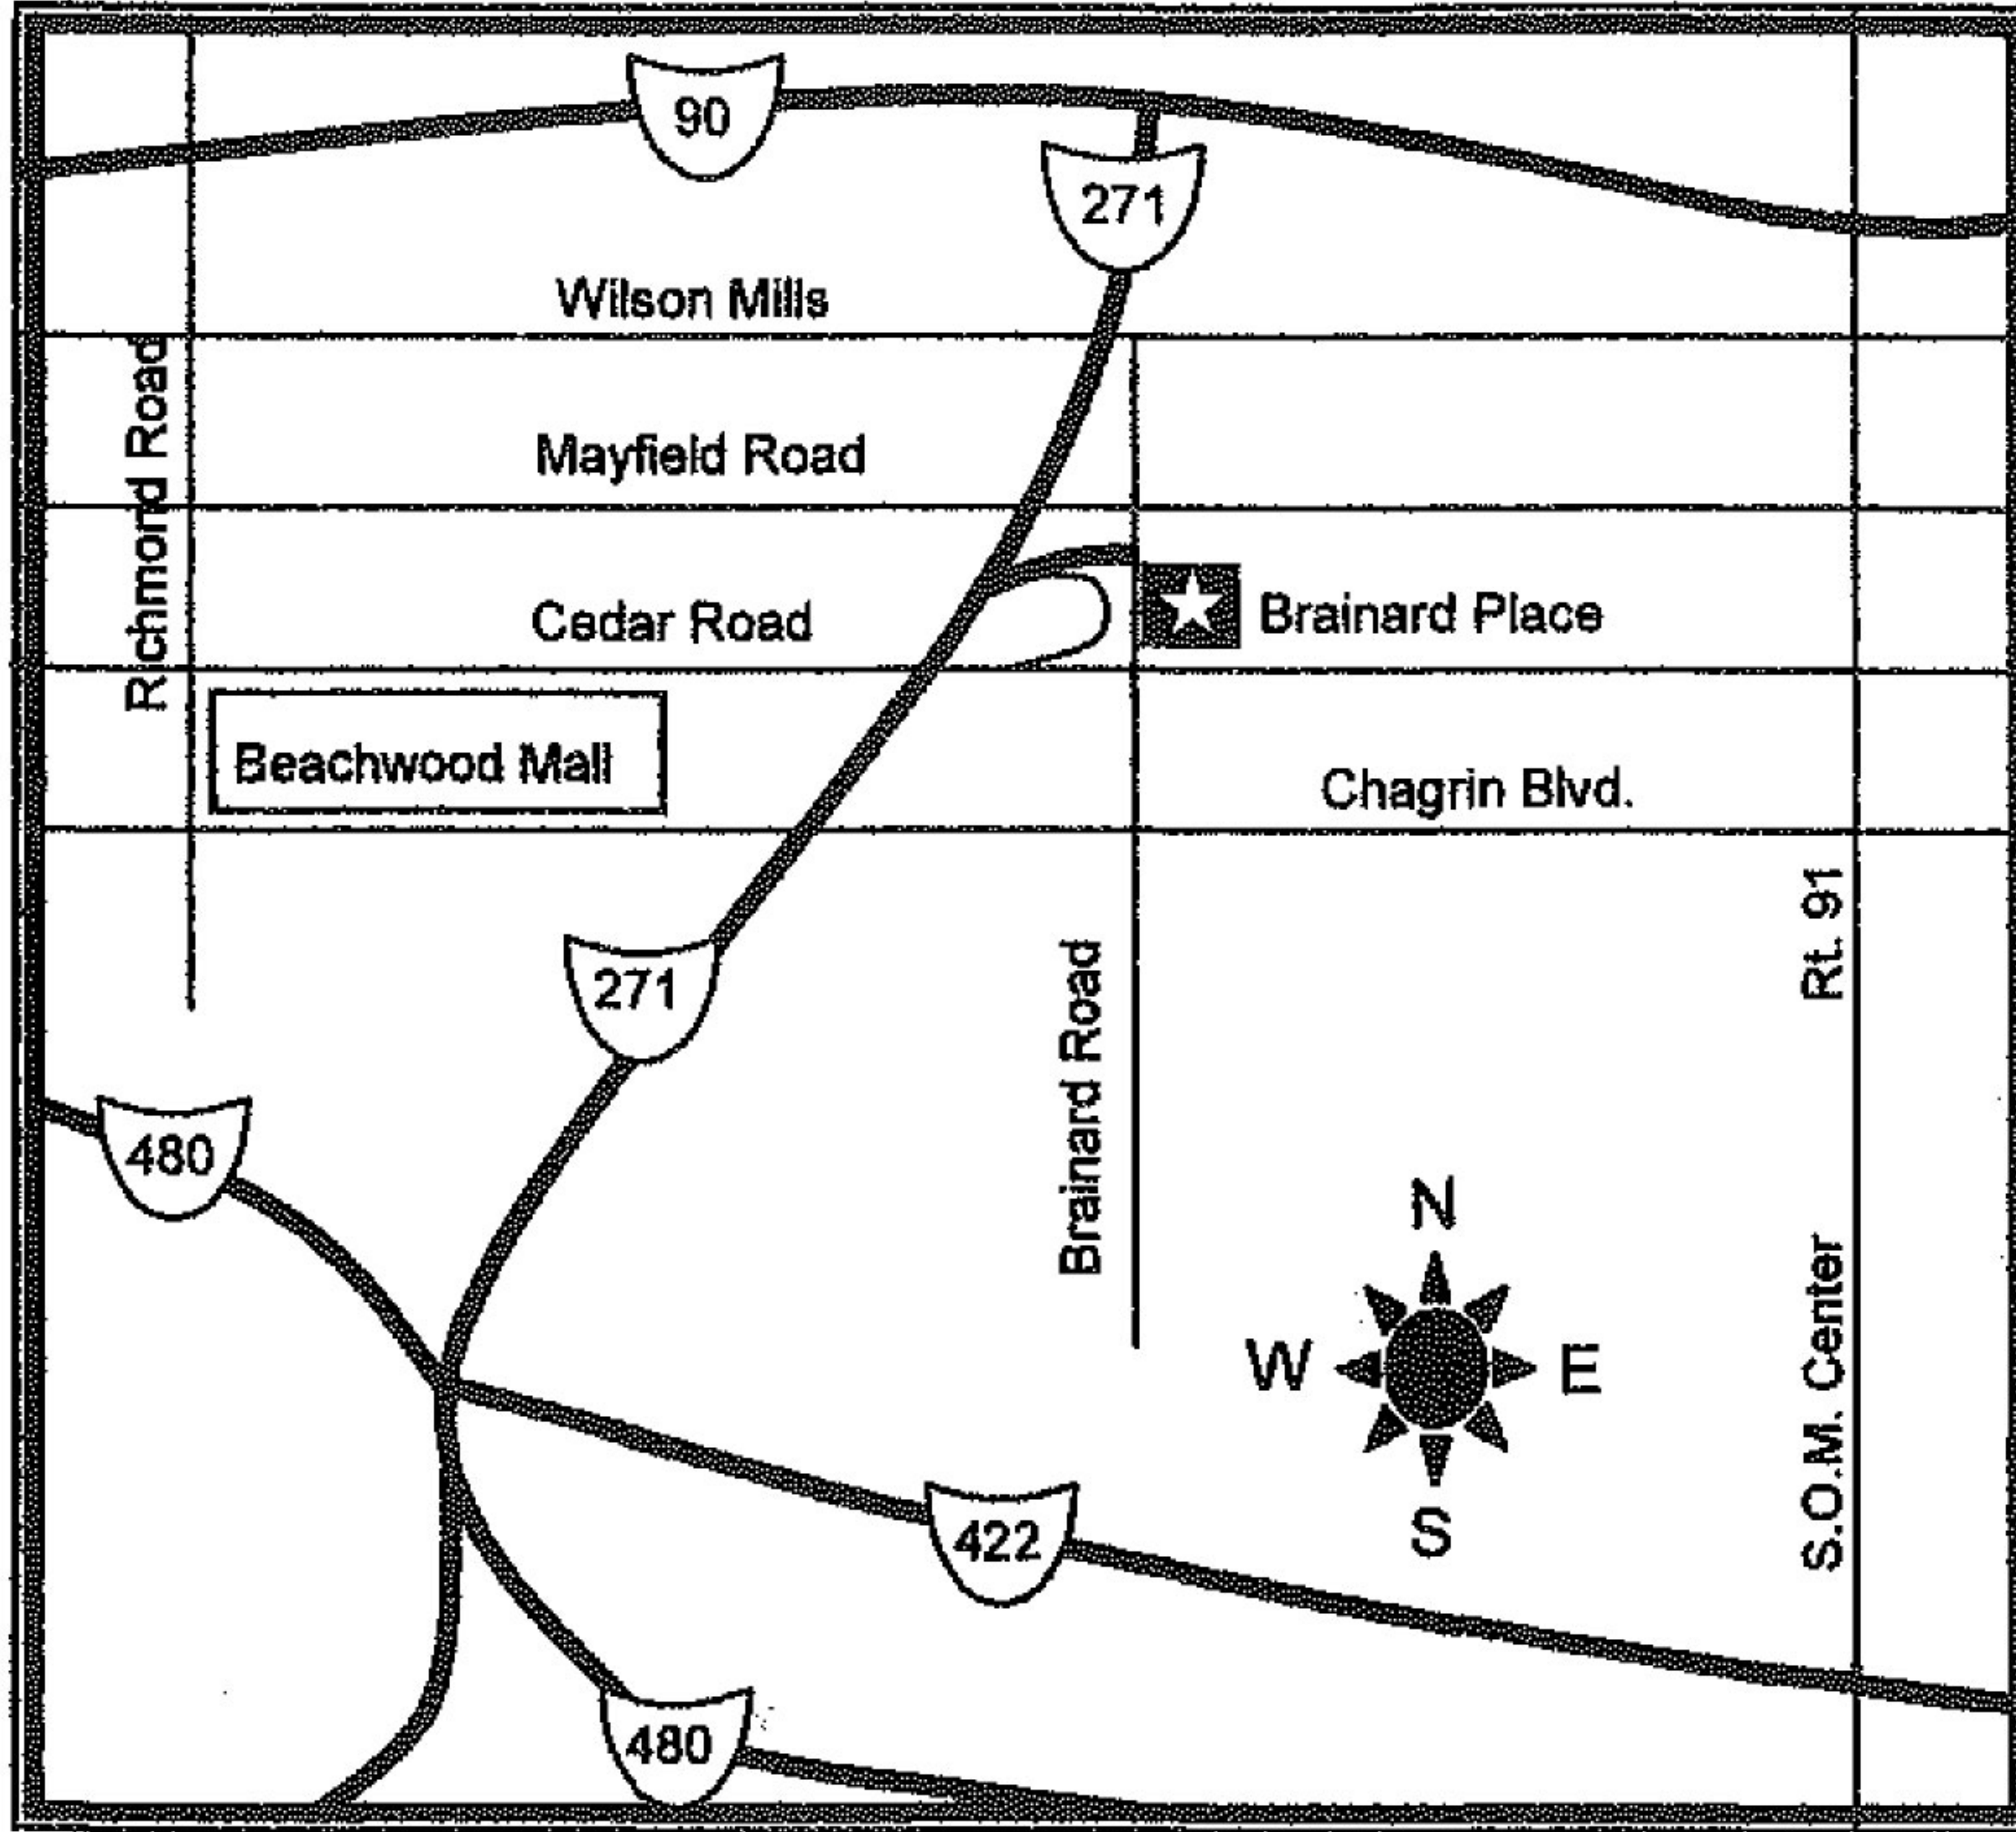 90
271
Wilson Mills
Richmond Road
Mayfield Road
Cedar Road
Brainard Place
Beachwood Mall
Chagrin Blvd.
Rt. 91
271
Brainard Road
480
N
W
E
S
S.O.M. Center
422
480